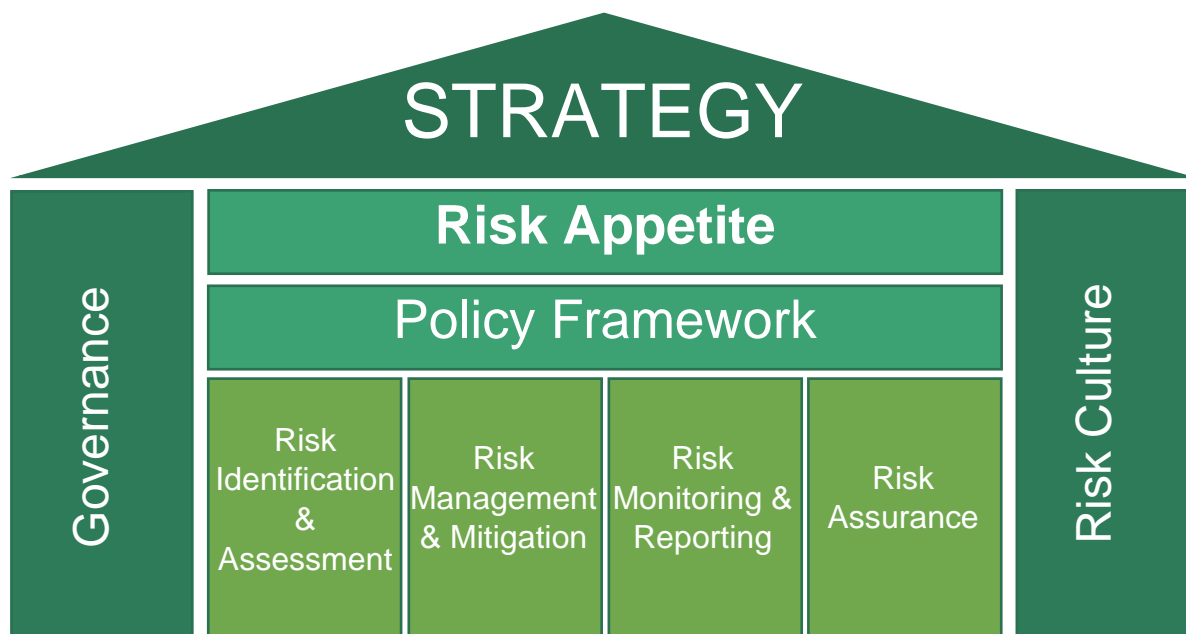 STRATEGY
Governance
Risk Appetite
Policy Framework
Risk
Identification
&
Assessment
Risk
Management
& Mitigation
Risk
Monitoring &
Reporting
Risk
Assurance
Risk Culture